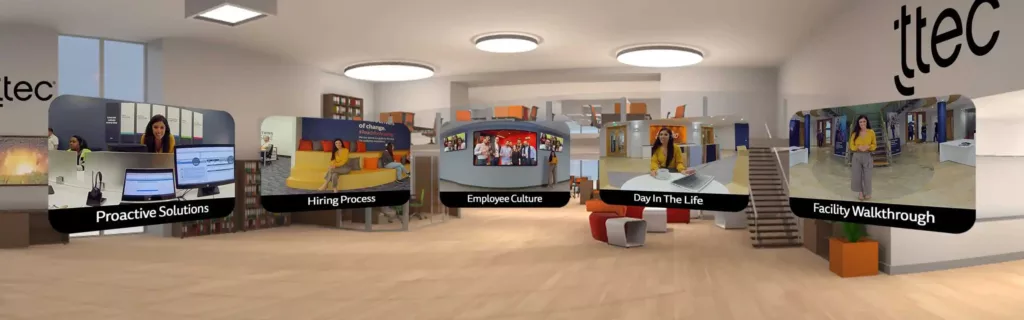 ttec
ttec
of change.
Proactive Solutions
Hiring Process
Employee Culture
Day In The Life
Facility Walkthrough